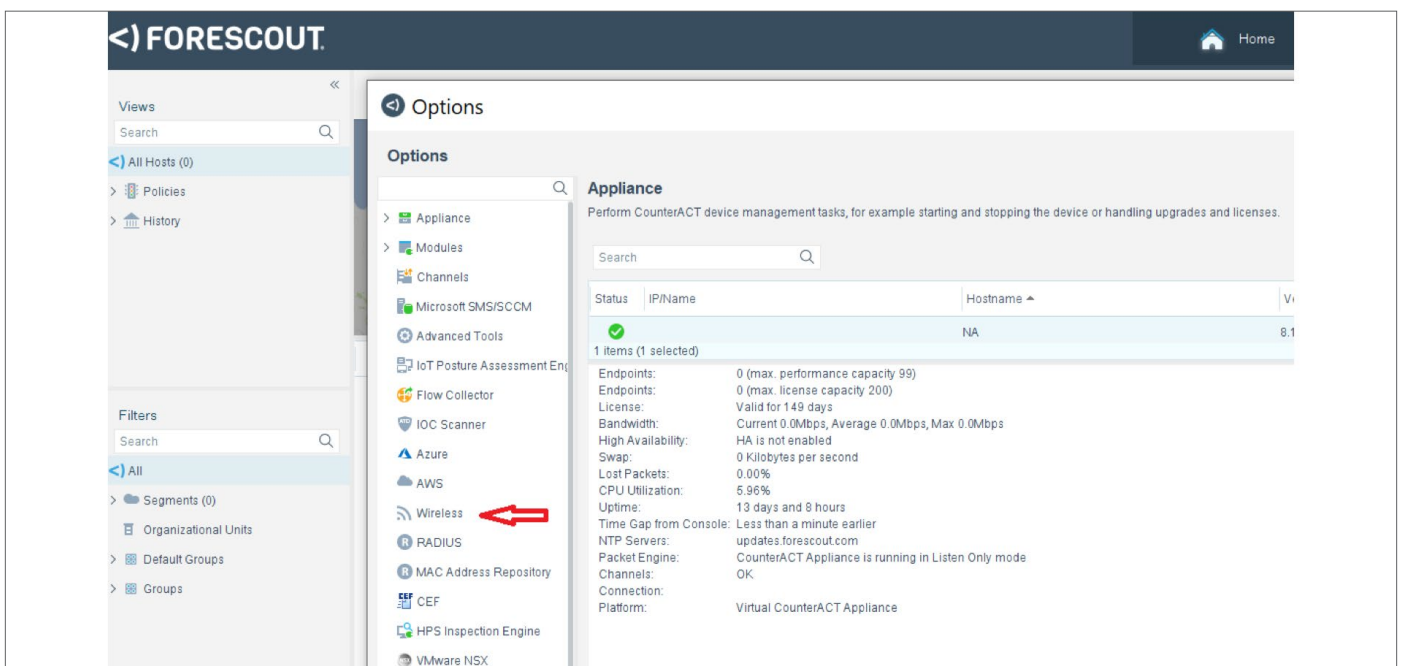 <) FORESCOUT.
Home
«
Views
Search
<) All Hosts (0)
> Policies
> History
Filters
Search
<) All
> Segments (0)
Organizational Units
> Default Groups
> Groups
Options
Options
> Appliance
> Modules
Channels
Microsoft SMS/SCCM
Advanced Tools
IoT Posture Assessment Eng
Flow Collector
IOC Scanner
Azure
AWS
Wireless
R RADIUS
R MAC Address Repository
CEF CEF
HPS Inspection Engine
VMware NSX
Appliance
Perform CounterACT device management tasks, for example starting and stopping the device or handling upgrades and licenses.
Search
Status IP/Name Hostname
NA 8.1
1 items (1 selected)
Endpoints: 0 (max. performance capacity 99)
Endpoints: 0 (max. license capacity 200)
License: Valid for 149 days
Bandwidth: Current 0.0Mbps, Average 0.0Mbps, Max 0.0Mbps
High Availability: HA is not enabled
Swap: 0 Kilobytes per second
Lost Packets: 0.00%
CPU Utilization: 5.96%
Uptime: 13 days and 8 hours
Time Gap from Console: Less than a minute earlier
NTP Servers: updates.forescout.com
Packet Engine: CounterACT Appliance is running in Listen Only mode
Channels: OK
Connection:
Platform: Virtual CounterACT Appliance